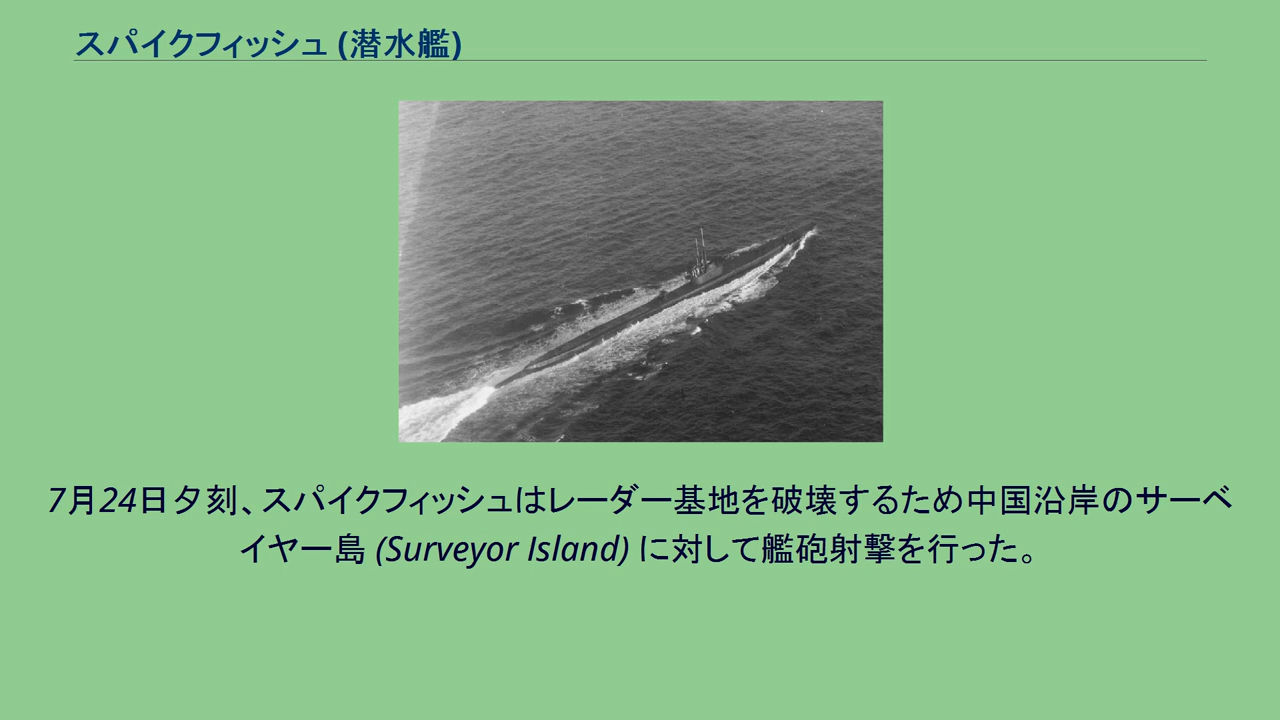 スパイクフィッシュ (潜水艦)
7月24日夕刻、スパイクフィッシュはレーダー基地を破壊するため中国沿岸のサーベ
イヤー島 (Surveyor Island) に対して艦砲射撃を行った。